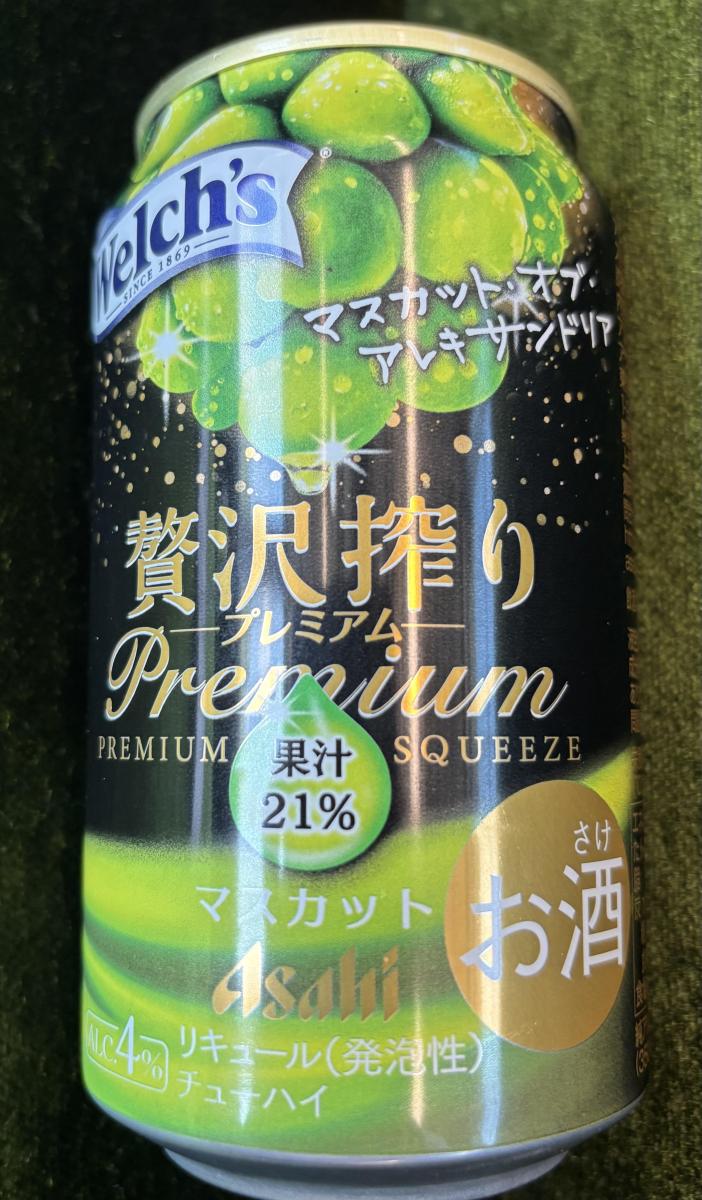 Welch's®
SINCE 1869
マスカット・オブ・
アレキサンドリア
贅沢搾り
プレミアム
Premium
PREMIUM SQUEEZE
果汁
21%
さけ
お酒
マスカット
Asahi
ALC.4%
リキュール(発泡性)
チューハイ